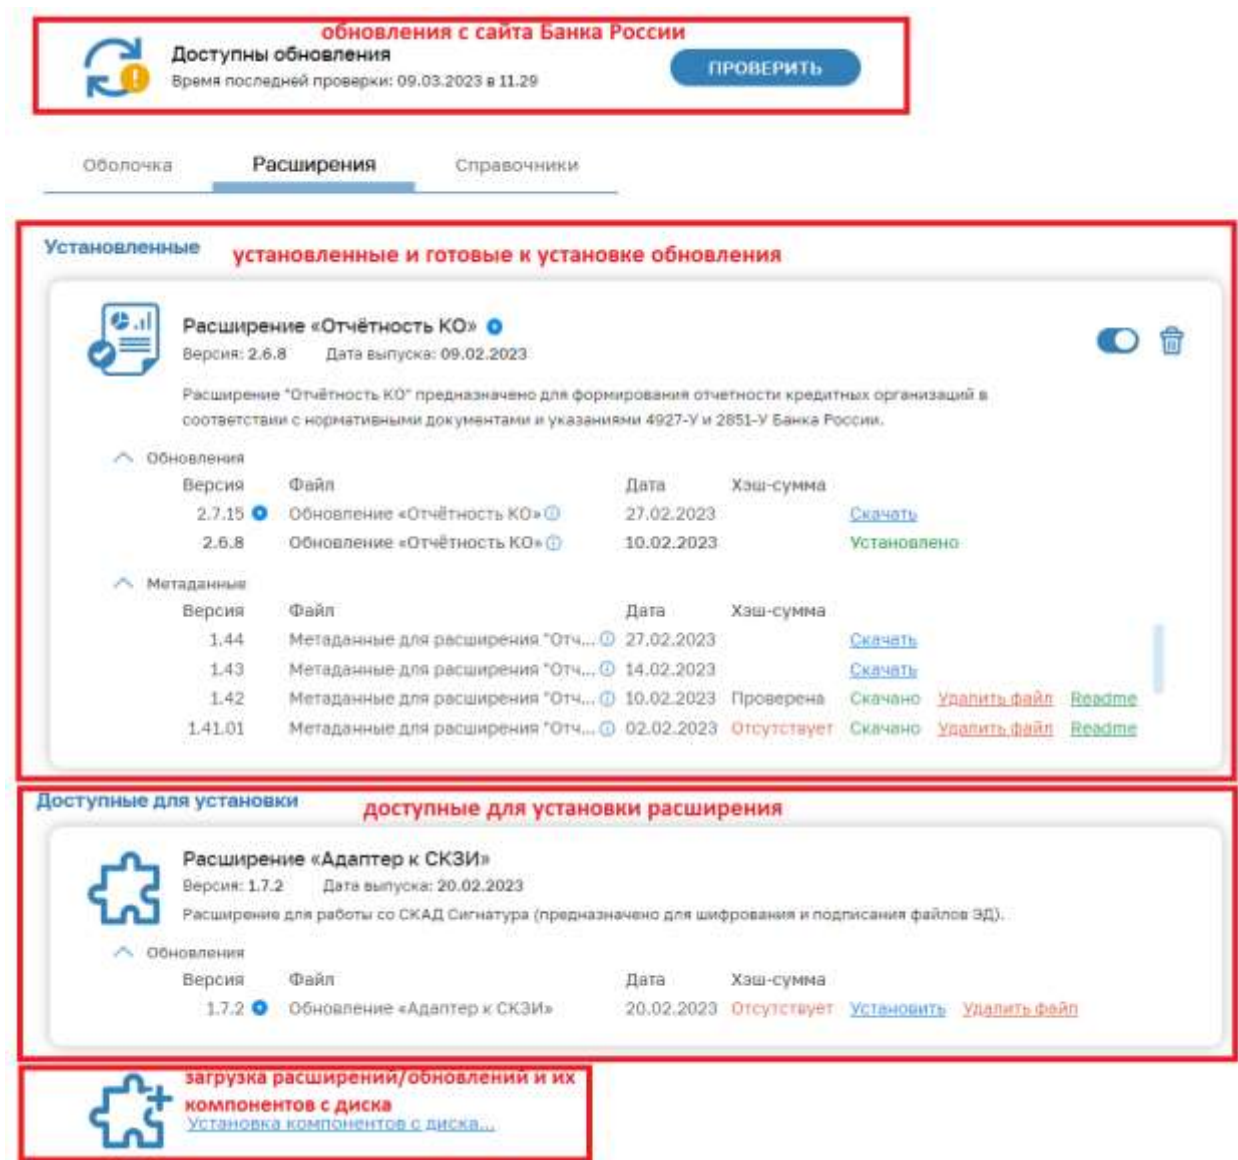 обновления с сайта Банка России
Доступны обновления
Время последней проверки: 09.03.2023 в 11.29
ПРОВЕРИТЬ
Оболочка Расширения Справочники
Установленные
установленные и готовые к установке обновления
Расширение «Отчётность КО»
Версия: 2.6.8 Дата выпуска: 09.02.2023
Расширение "Отчётность КО" предназначено для формирования отчетности кредитных организаций в
соответствии с нормативными документами и указаниями 4927-У и 2851-У Банка России.
Обновления
Версия Файл Дата Хэш-сумма
2.7.15 Обновление «Отчётность КО» 27.02.2023 Скачать
2.6.8 Обновление «Отчётность КО» 10.02.2023 Установлено
Метаданные
Версия Файл Дата Хэш-сумма
1.44 Метаданные для расширения "Отч... 27.02.2023 Скачать
1.43 Метаданные для расширения "Отч... 14.02.2023 Скачать
1.42 Метаданные для расширения "Отч... 10.02.2023 Проверена Скачано Удалить файл Readme
1.41.01 Метаданные для расширения "Отч... 02.02.2023 Отсутствует Скачано Удалить файл Readme
Доступные для установки
доступные для установки расширения
Расширение «Адаптер к СКЗИ»
Версия: 1.7.2 Дата выпуска: 20.02.2023
Расширение для работы со СКАД Сигнатура (предназначено для шифрования и подписания файлов ЭД).
Обновления
Версия Файл Дата Хэш-сумма
1.7.2 Обновление «Адаптер к СКЗИ» 20.02.2023 Отсутствует Установить Удалить файл
загрузка расширений/обновлений и их
компонентов с диска
Установка компонентов с диска...